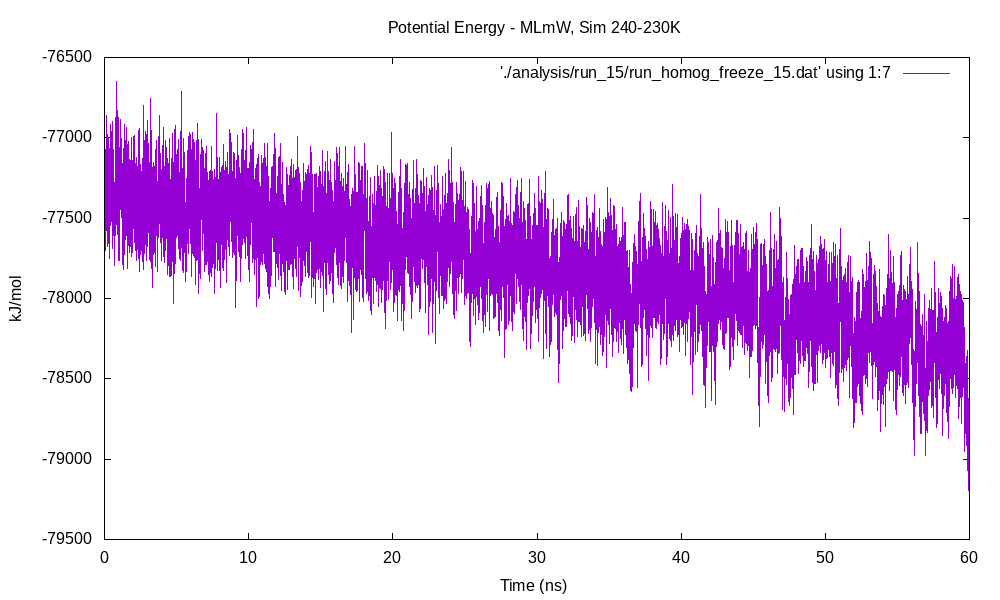 Potential Energy - MLmW, Sim 240-230K
'./analysis/run_15/run_homog_freeze_15.dat' using 1:7
-76500
-77000
-77500
-78000
-78500
-79000
-79500
kJ/mol
0 10 20 30 40 50 60
Time (ns)